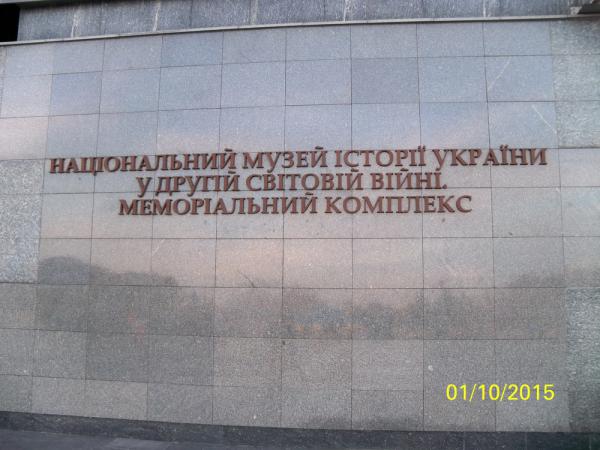 НАЦІОНАЛЬНИЙ МУЗЕЙ ІСТОРІЇ УКРАЇНИ
У ДРУГІЙ СВІТОВІЙ ВІЙНІ.
МЕМОРІАЛЬНИЙ КОМПЛЕКС
01/10/2015